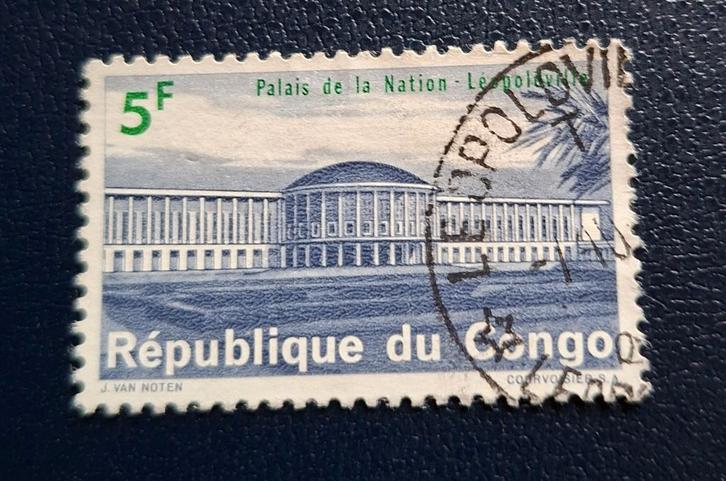 5F
Palais de la Nation - Léopoldville
République du Congo
J. VAN NOTEN
COURVOISIER S.A.
LEOPOLDVILLE